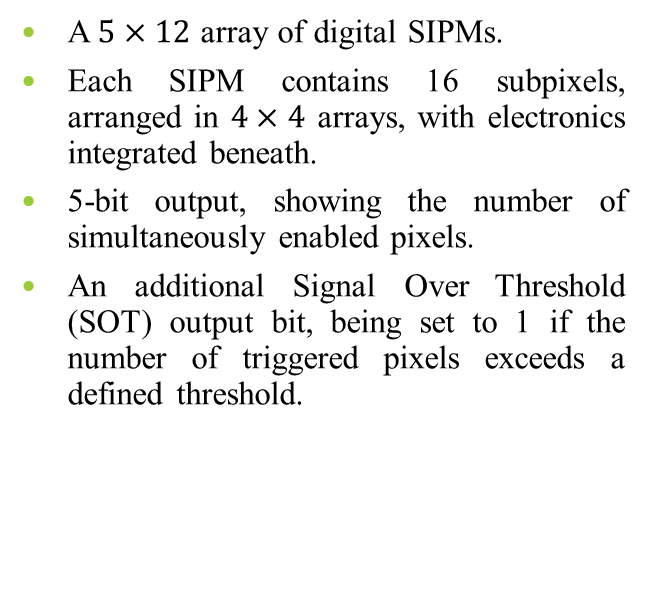 • A 5 × 12 array of digital SIPMs.
• Each SIPM contains 16 subpixels,
arranged in 4 × 4 arrays, with electronics
integrated beneath.
• 5-bit output, showing the number of
simultaneously enabled pixels.
• An additional Signal Over Threshold
(SOT) output bit, being set to 1 if the
number of triggered pixels exceeds a
defined threshold.